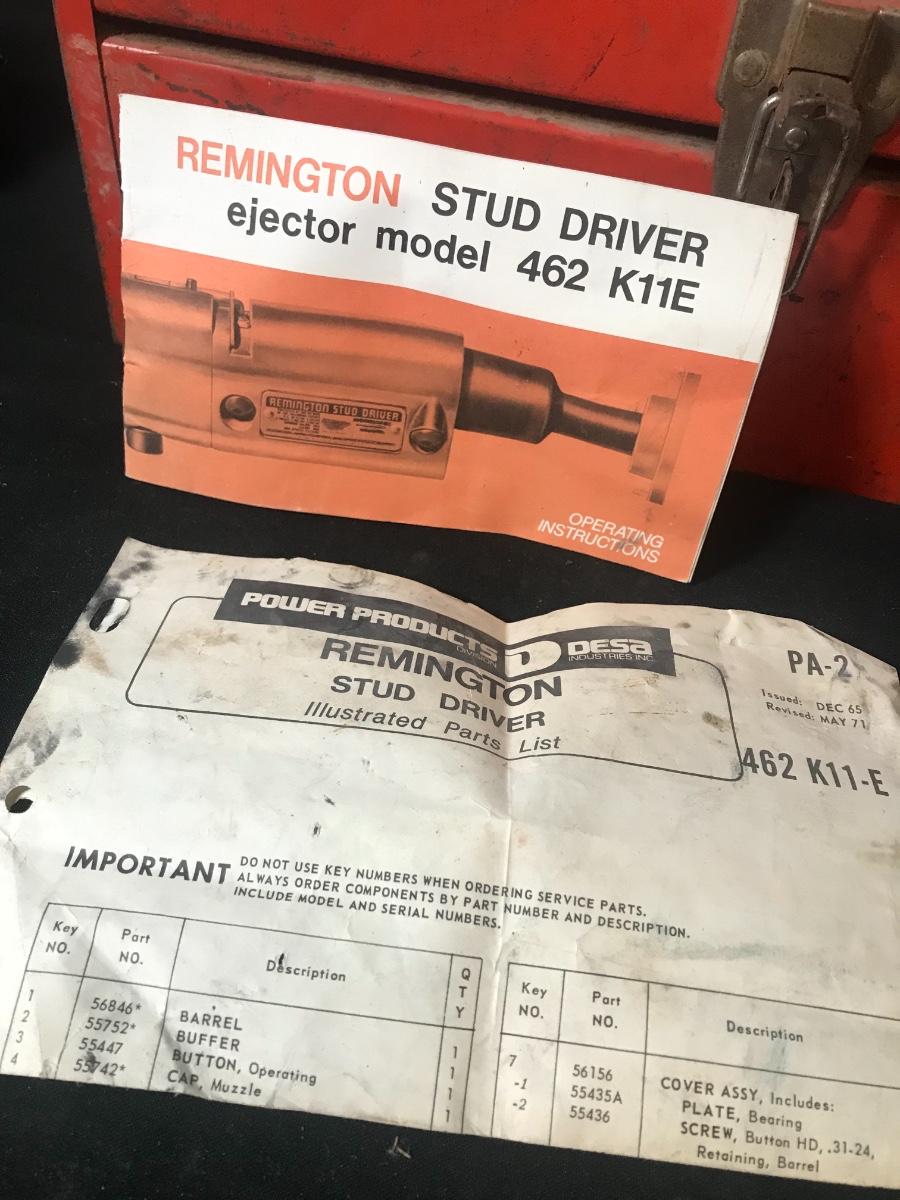 REMINGTON STUD DRIVER
ejector model 462 K11E
REMINGTON STUD DRIVER
OPERATING
INSTRUCTIONS
POWER PRODUCTS
DIVISION
DESA
INDUSTRIES INC.
REMINGTON
STUD DRIVER
Illustrated Parts List
PA-2
Issued: DEC 65
Revised: MAY 71
462 K11-E
IMPORTANT
DO NOT USE KEY NUMBERS WHEN ORDERING SERVICE PARTS.
ALWAYS ORDER COMPONENTS BY PART NUMBER AND DESCRIPTION.
INCLUDE MODEL AND SERIAL NUMBERS.
Key NO. Part NO. Description QTY
1 56846* BARREL 1
2 55752* BUFFER 1
3 55447 BUTTON, Operating 1
4 55742* CAP, Muzzle 1
Key NO. Part NO. Description
7 56156 COVER ASSY, Includes:
-1 55435A PLATE, Bearing
-2 55436 SCREW, Button HD, .31-24,
Retaining, Barrel